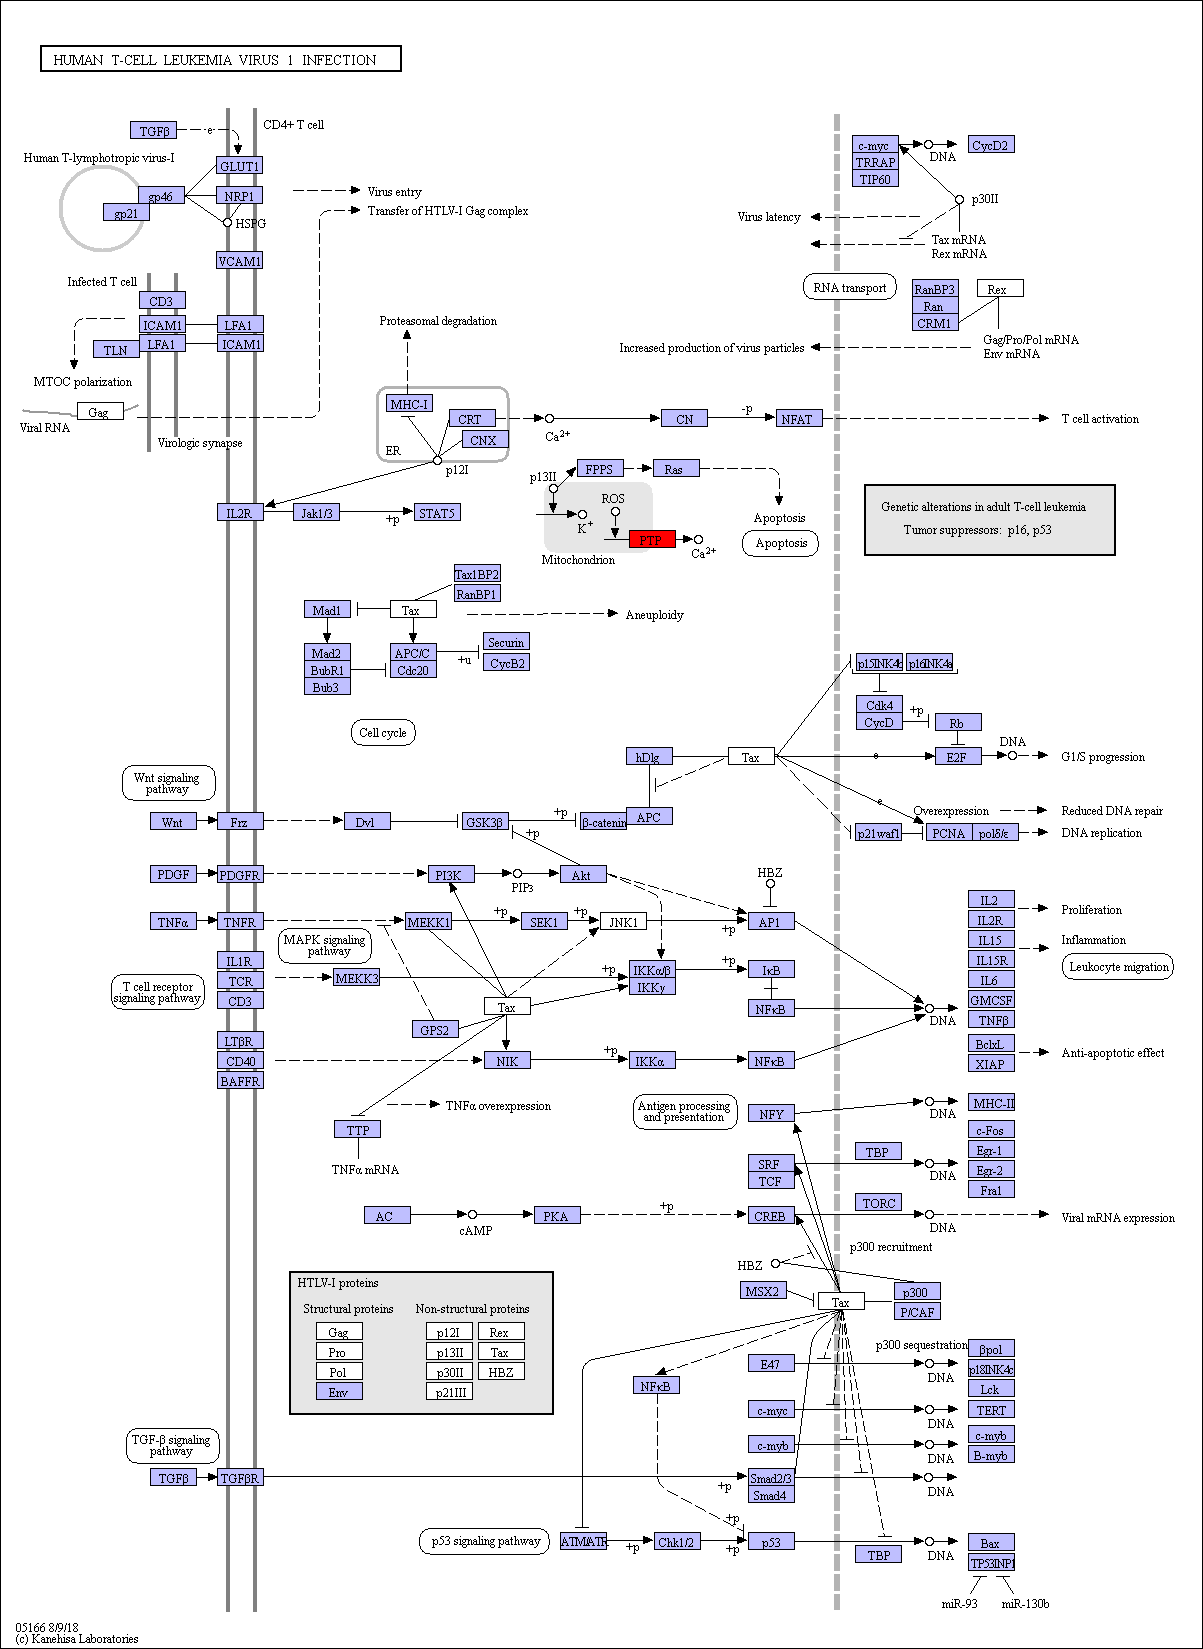 HUMAN T-CELL LEUKEMIA VIRUS 1 INFECTION
TGFβ
e
CD4+ T cell
Human T-lymphotropic virus-I
GLUT1
gp46
gp21
NRP1
HSPG
VCAM1
Virus entry
Transfer of HTLV-I Gag complex
Infected T cell
CD3
ICAM1
LFA1
TLN
LFA1
ICAM1
MTOC polarization
Gag
Viral RNA
Virologic synapse
c-myc
TRRAP
TIP60
DNA
CycD2
p30II
Virus latency
Tax mRNA
Rex mRNA
RNA transport
RanBP3
Ran
CRM1
Rex
Gag/Pro/Pol mRNA
Env mRNA
Increased production of virus particles
Proteasomal degradation
MHC-I
CRT
CNX
ER
p12I
Ca2+
CN
-p
NFAT
T cell activation
IL2R
Jak1/3
+p
STAT5
p13II
FPPS
Ras
ROS
K+
PTP
Ca2+
Mitochondrion
Apoptosis
Apoptosis
Genetic alterations in adult T-cell leukemia
Tumor suppressors: p16, p53
Tax1BP2
RanBP1
Mad1
Tax
Aneuploidy
Mad2
BubR1
Bub3
APC/C
Cdc20
+u
Securin
CycB2
Cell cycle
p15INK4b
p16INK4a
Cdk4
CycD
+p
Rb
hDlg
Tax
e
E2F
DNA
G1/S progression
e
Overexpression
Reduced DNA repair
p21waf1
PCNA
polδ/ε
DNA replication
Wnt signaling
pathway
Wnt
Frz
Dvl
GSK3β
+p
β-catenin
APC
+p
PDGF
PDGFR
PI3K
PIP3
Akt
HBZ
TNFα
TNFR
MEKK1
+p
SEK1
+p
JNK1
+p
AP1
MAPK signaling
pathway
IL1R
TCR
CD3
T cell receptor
signaling pathway
MEKK3
+p
IKKα/β
IKKγ
+p
IκB
NFκB
DNA
Tax
GPS2
LTβR
CD40
BAFFR
NIK
+p
IKKα
NFκB
IL2
IL2R
IL15
IL15R
IL6
GMCSF
TNFβ
BclxL
XIAP
Proliferation
Inflammation
Leukocyte migration
Anti-apoptotic effect
TNFα overexpression
TTP
TNFα mRNA
Antigen processing
and presentation
NFY
DNA
MHC-II
SRF
TCF
TBP
DNA
c-Fos
Egr-1
Egr-2
Fra1
AC
cAMP
PKA
+p
CREB
TORC
DNA
Viral mRNA expression
p300 recruitment
HBZ
MSX2
Tax
p300
P/CAF
HTLV-I proteins
Structural proteins
Non-structural proteins
Gag
p12I
Rex
Pro
p13II
Tax
Pol
p30II
HBZ
Env
p21III
p300 sequestration
E47
DNA
βpol
p18INK4c
Lck
NFκB
c-myc
DNA
TERT
c-myb
DNA
c-myb
B-myb
TGF-β signaling
pathway
TGFβ
TGFβR
+p
Smad2/3
Smad4
DNA
p53 signaling pathway
ATM/ATR
+p
Chk1/2
+p
+p
p53
TBP
DNA
Bax
TP53INP1
miR-93
miR-130b
05166 8/9/18
(c) Kanehisa Laboratories